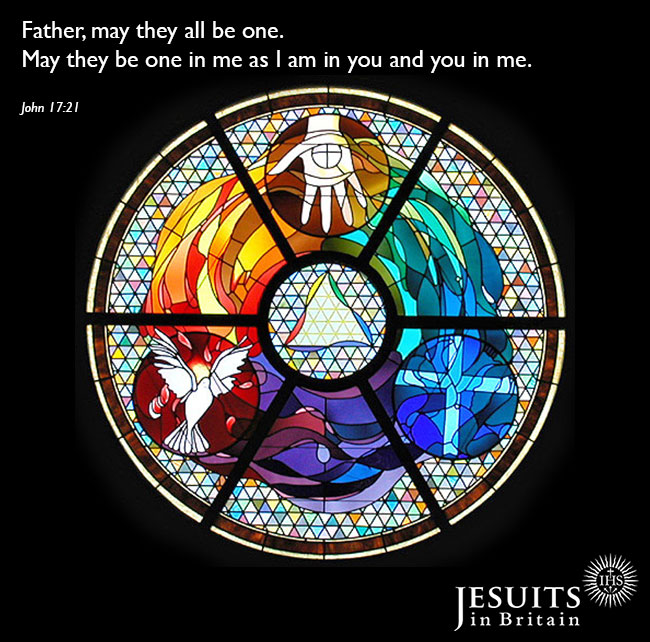 Father, may they all be one.
May they be one in me as I am in you and you in me.
John 17:21
IHS
JESUITS
in Britain